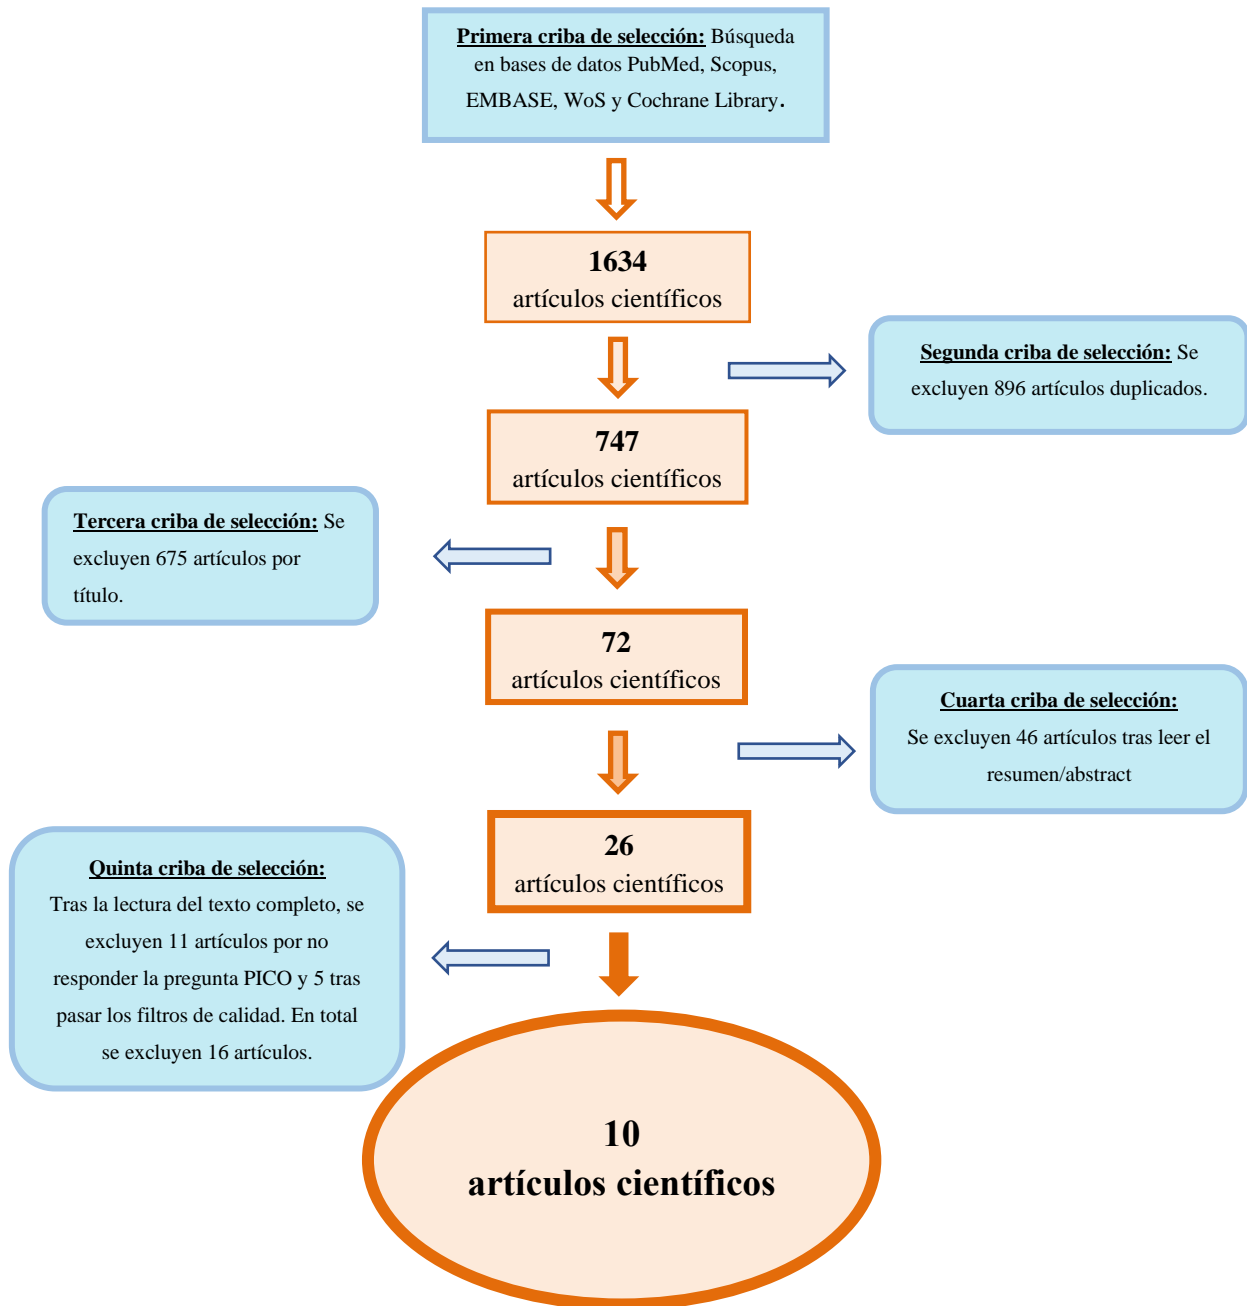 Primera criba de selección: Búsqueda
en bases de datos PubMed, Scopus,
EMBASE, WoS y Cochrane Library.
1634
artículos científicos
Segunda criba de selección: Se
excluyen 896 artículos duplicados.
747
artículos científicos
Tercera criba de selección: Se
excluyen 675 artículos por
título.
72
artículos científicos
Cuarta criba de selección:
Se excluyen 46 artículos tras leer el
resumen/abstract
26
artículos científicos
Quinta criba de selección:
Tras la lectura del texto completo, se
excluyen 11 artículos por no
responder la pregunta PICO y 5 tras
pasar los filtros de calidad. En total
se excluyen 16 artículos.
10
artículos científicos